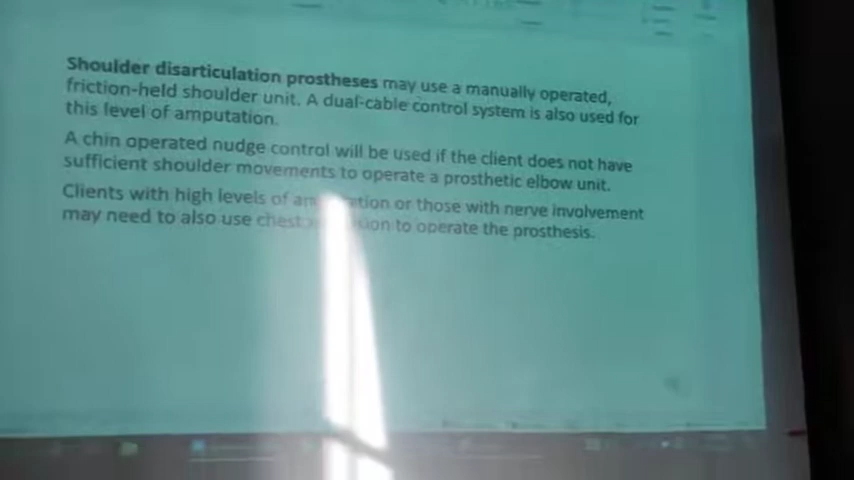 Shoulder disarticulation prostheses may use a manually operated,
friction-held shoulder unit. A dual-cable control system is also used for
this level of amputation.
A chin operated nudge control will be used if the client does not have
sufficient shoulder movements to operate a prosthetic elbow unit.
Clients with high levels of or those with nerve involvement
may need to also use chest to operate the prosthesis.